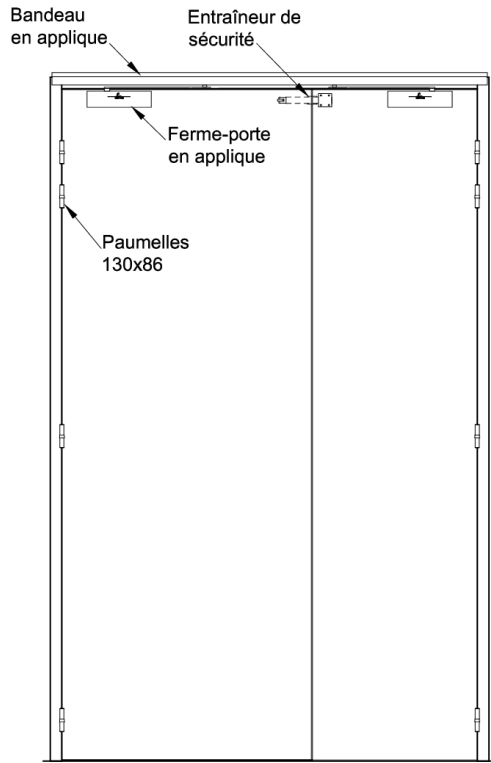 Bandeau
en applique
Entraîneur de
sécurité
Ferme-porte
en applique
Paumelles
130x86